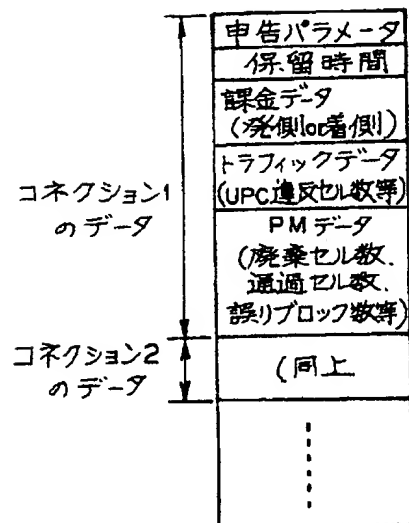 申告パラメータ
保留時間
課金データ
(発側or着側)
トラフィックデータ
(UPC違反セル数等)
PMデータ
(廃棄セル数、
通過セル数、
誤りブロック数等)
コネクション1
のデータ
コネクション2
のデータ
(同上